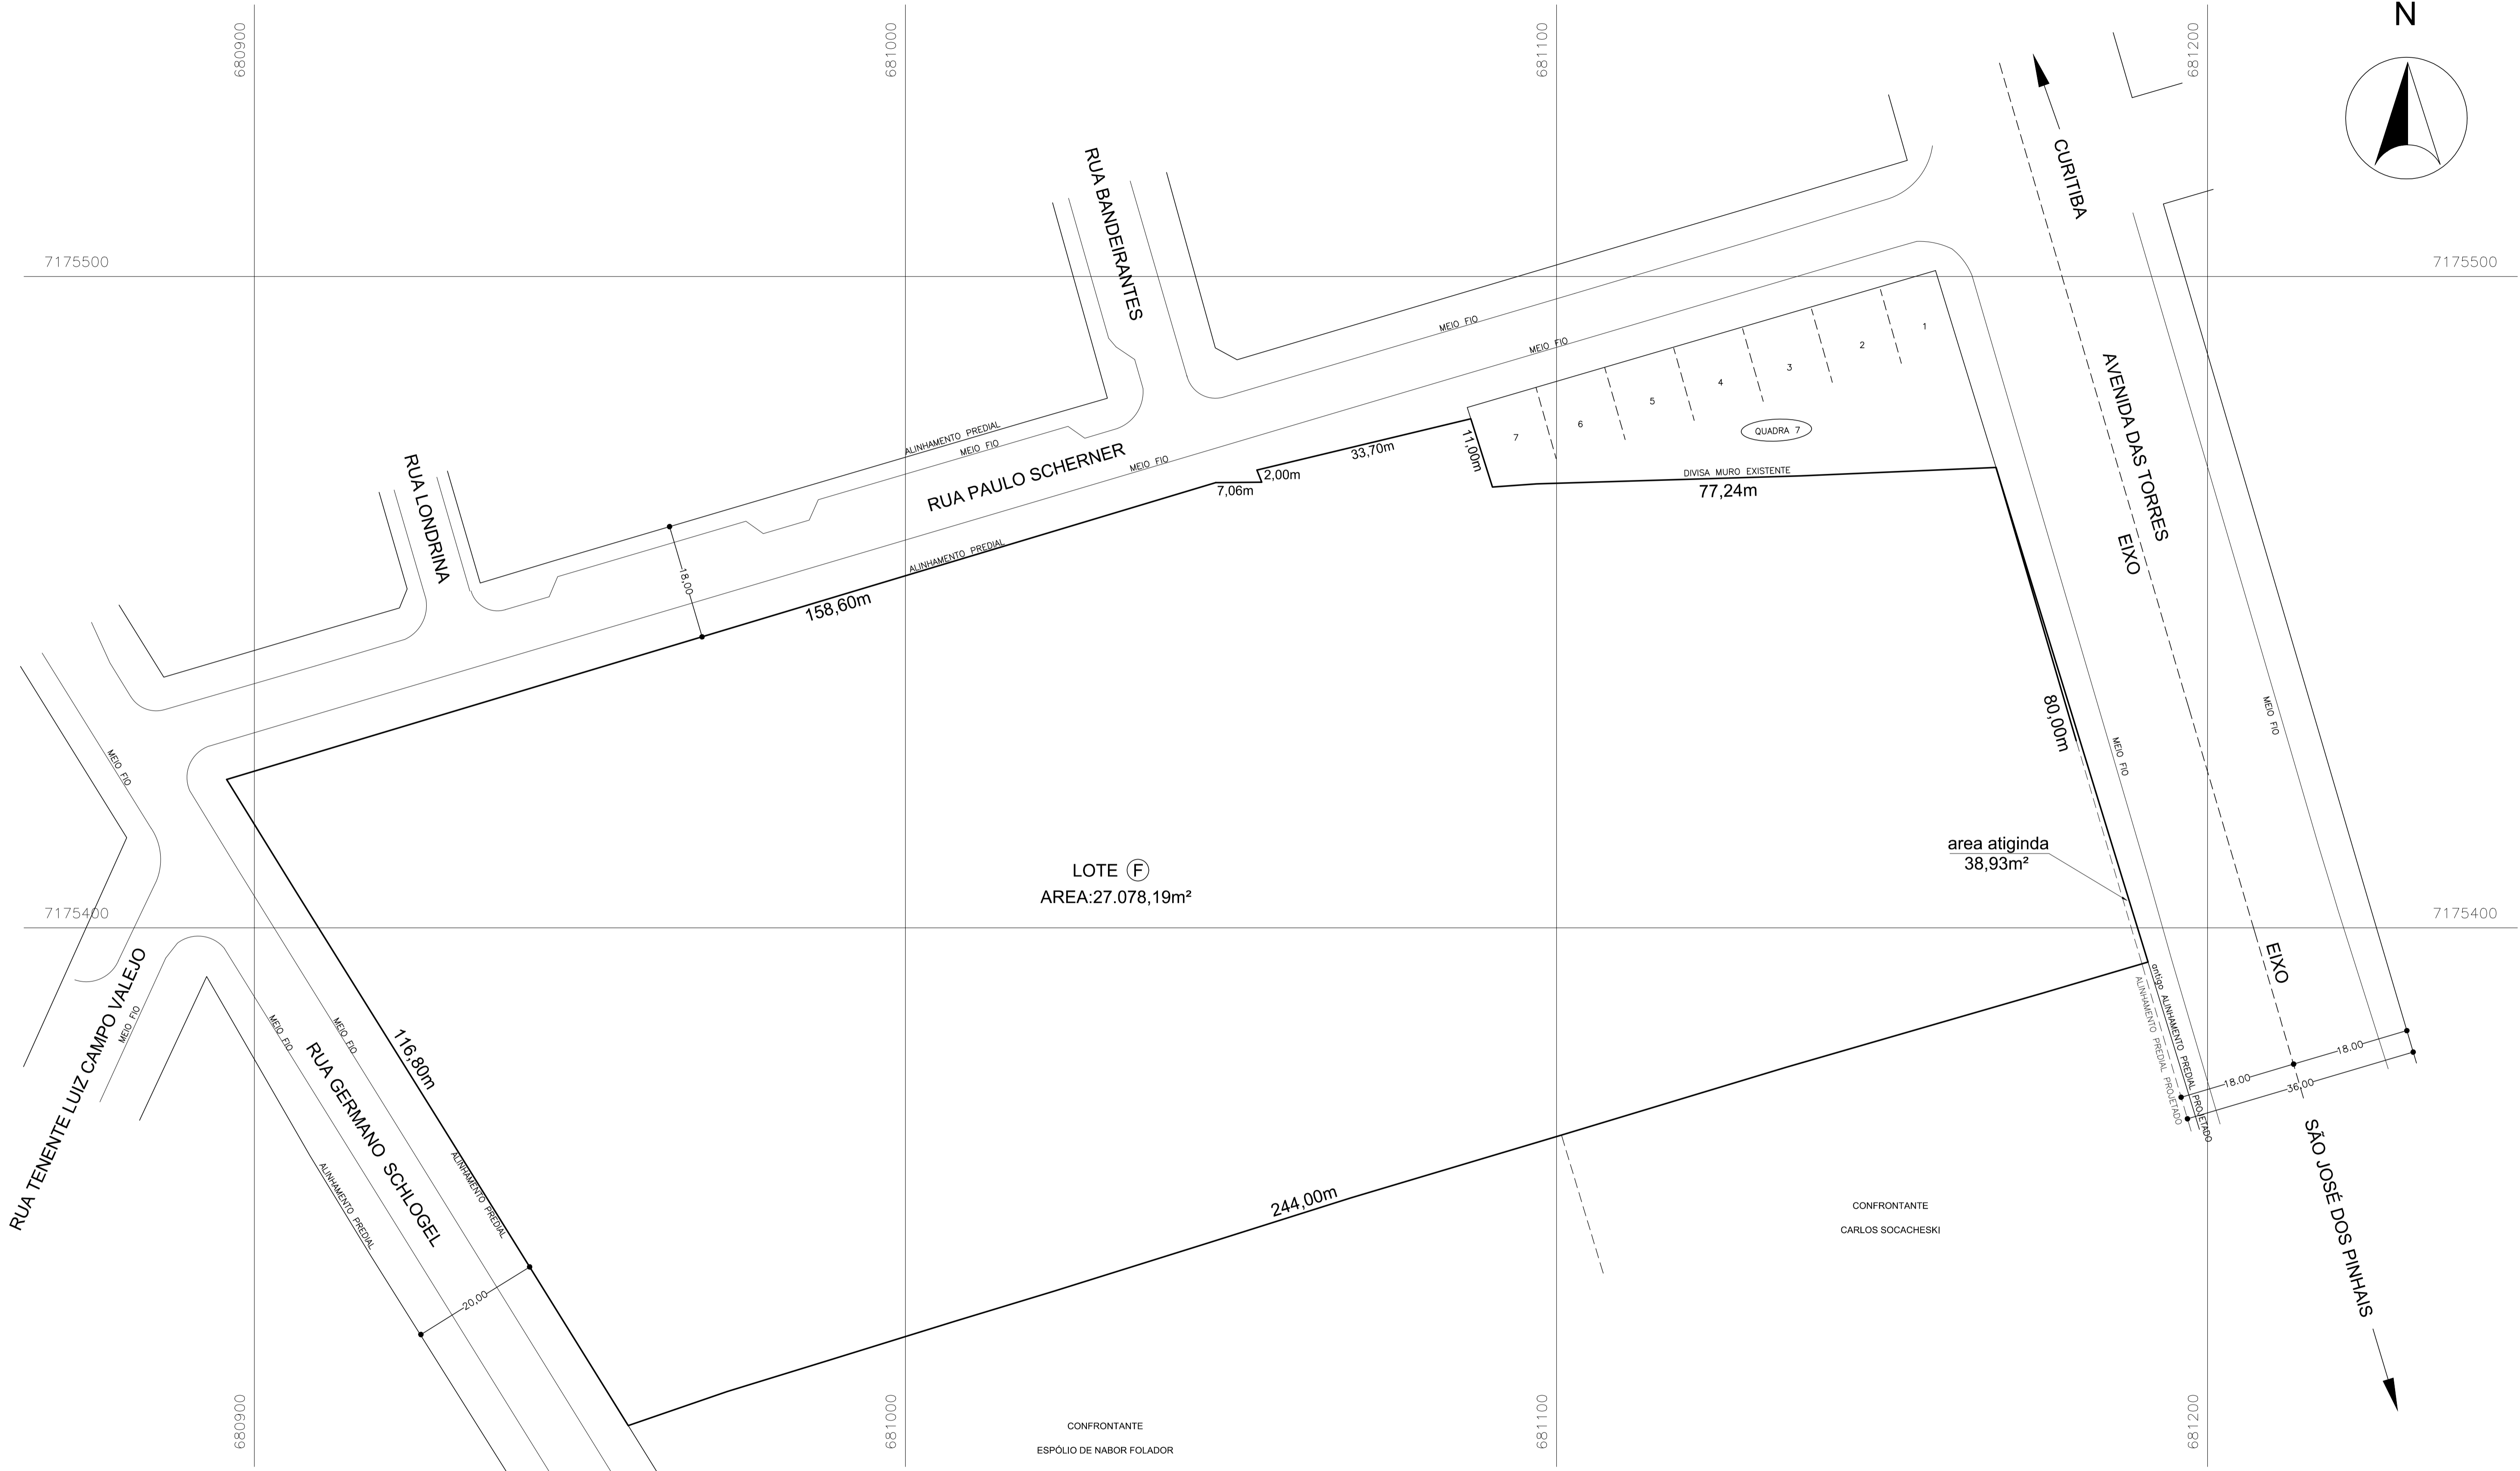 N
680900
681000
681100
681200
CURITIBA
RUA BANDEIRANTES
7175500
7175500
MEIO FIO
MEIO FIO
1
2
3
4
5
6
7
QUADRA 7
AVENIDA DAS TORRES
EIXO
ALINHAMENTO PREDIAL
MEIO FIO
RUA PAULO SCHERNER
MEIO FIO
33,70m
11,00m
2,00m
7,06m
DIVISA MURO EXISTENTE
77,24m
RUA LONDRINA
18,00
ALINHAMENTO PREDIAL
158,60m
80,00m
MEIO FIO
MEIO FIO
MEIO FIO
LOTE F
AREA:27.078,19m²
area atiginda
38,93m²
7175400
7175400
EIXO
RUA TENENTE LUIZ CAMPO VALEJO
MEIO FIO
MEIO FIO
MEIO FIO
116,80m
RUA GERMANO SCHLOGEL
ALINHAMENTO PREDIAL
ALINHAMENTO PREDIAL
20,00
antigo ALINHAMENTO PREDIAL PROJETADO
ALINHAMENTO PREDIAL PROJETADO
18.00
18.00
36,00
SÃO JOSÉ DOS PINHAIS
244,00m
CONFRONTANTE
CARLOS SOCACHESKI
CONFRONTANTE
ESPÓLIO DE NABOR FOLADOR
680900
681000
681100
681200